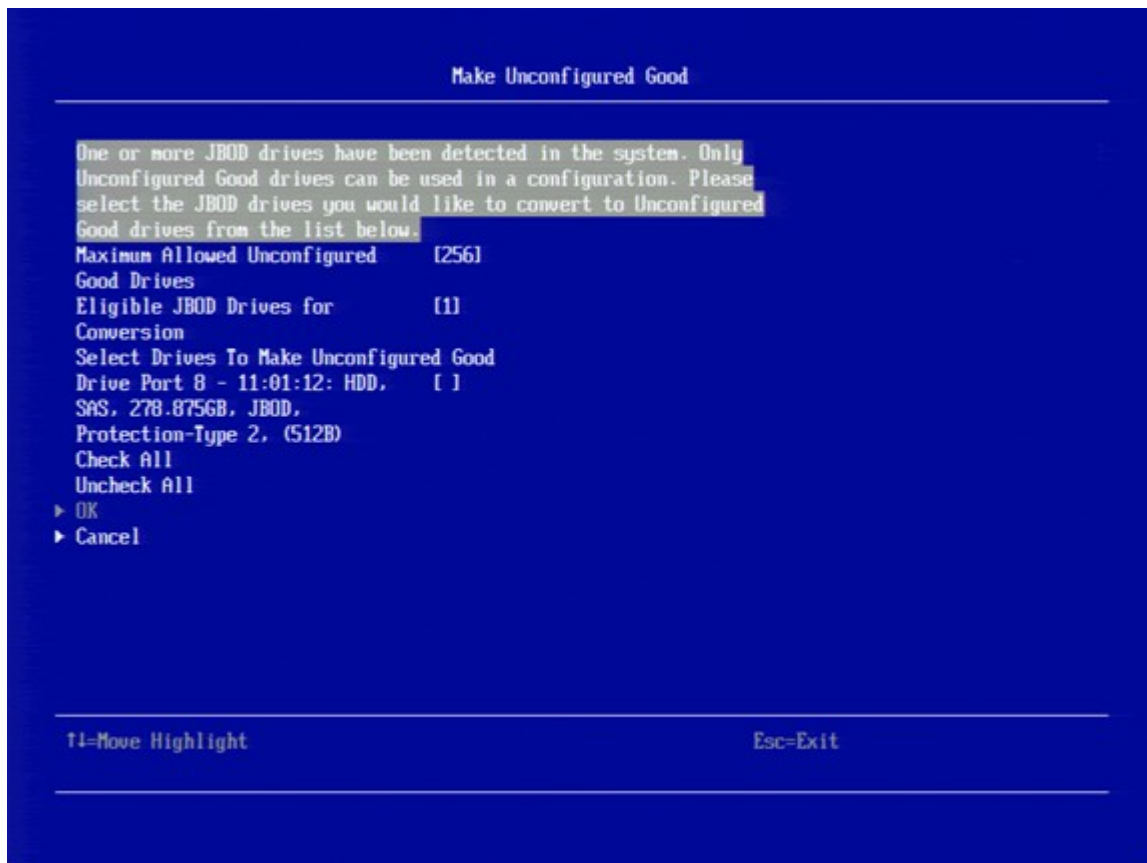 Make Unconfigured Good
One or more JBOD drives have been detected in the system. Only
Unconfigured Good drives can be used in a configuration. Please
select the JBOD drives you would like to convert to Unconfigured
Good drives from the list below.
Maximum Allowed Unconfigured [256]
Good Drives
Eligible JBOD Drives for [1]
Conversion
Select Drives To Make Unconfigured Good
Drive Port 8 - 11:01:12: HDD, [ ]
SAS, 278.875GB, JBOD,
Protection-Type 2, (512B)
Check All
Uncheck All
▶ OK
▶ Cancel
↑↓=Move Highlight Esc=Exit